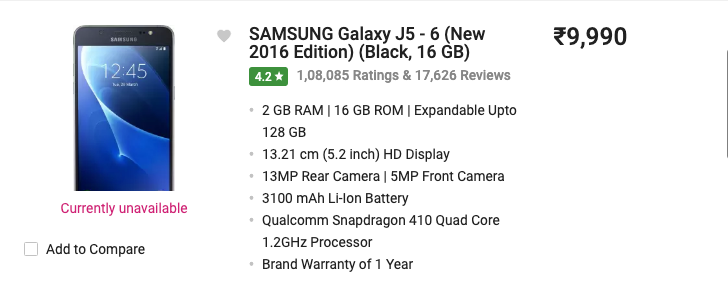 SAMSUNG
12:45
SAMSUNG Galaxy J5 - 6 (New
2016 Edition) (Black, 16 GB)
4.2★ 1,08,085 Ratings & 17,626 Reviews
2 GB RAM | 16 GB ROM | Expandable Upto
128 GB
13.21 cm (5.2 inch) HD Display
13MP Rear Camera | 5MP Front Camera
3100 mAh Li-Ion Battery
Qualcomm Snapdragon 410 Quad Core
1.2GHz Processor
Brand Warranty of 1 Year
₹9,990
Currently unavailable
Add to Compare